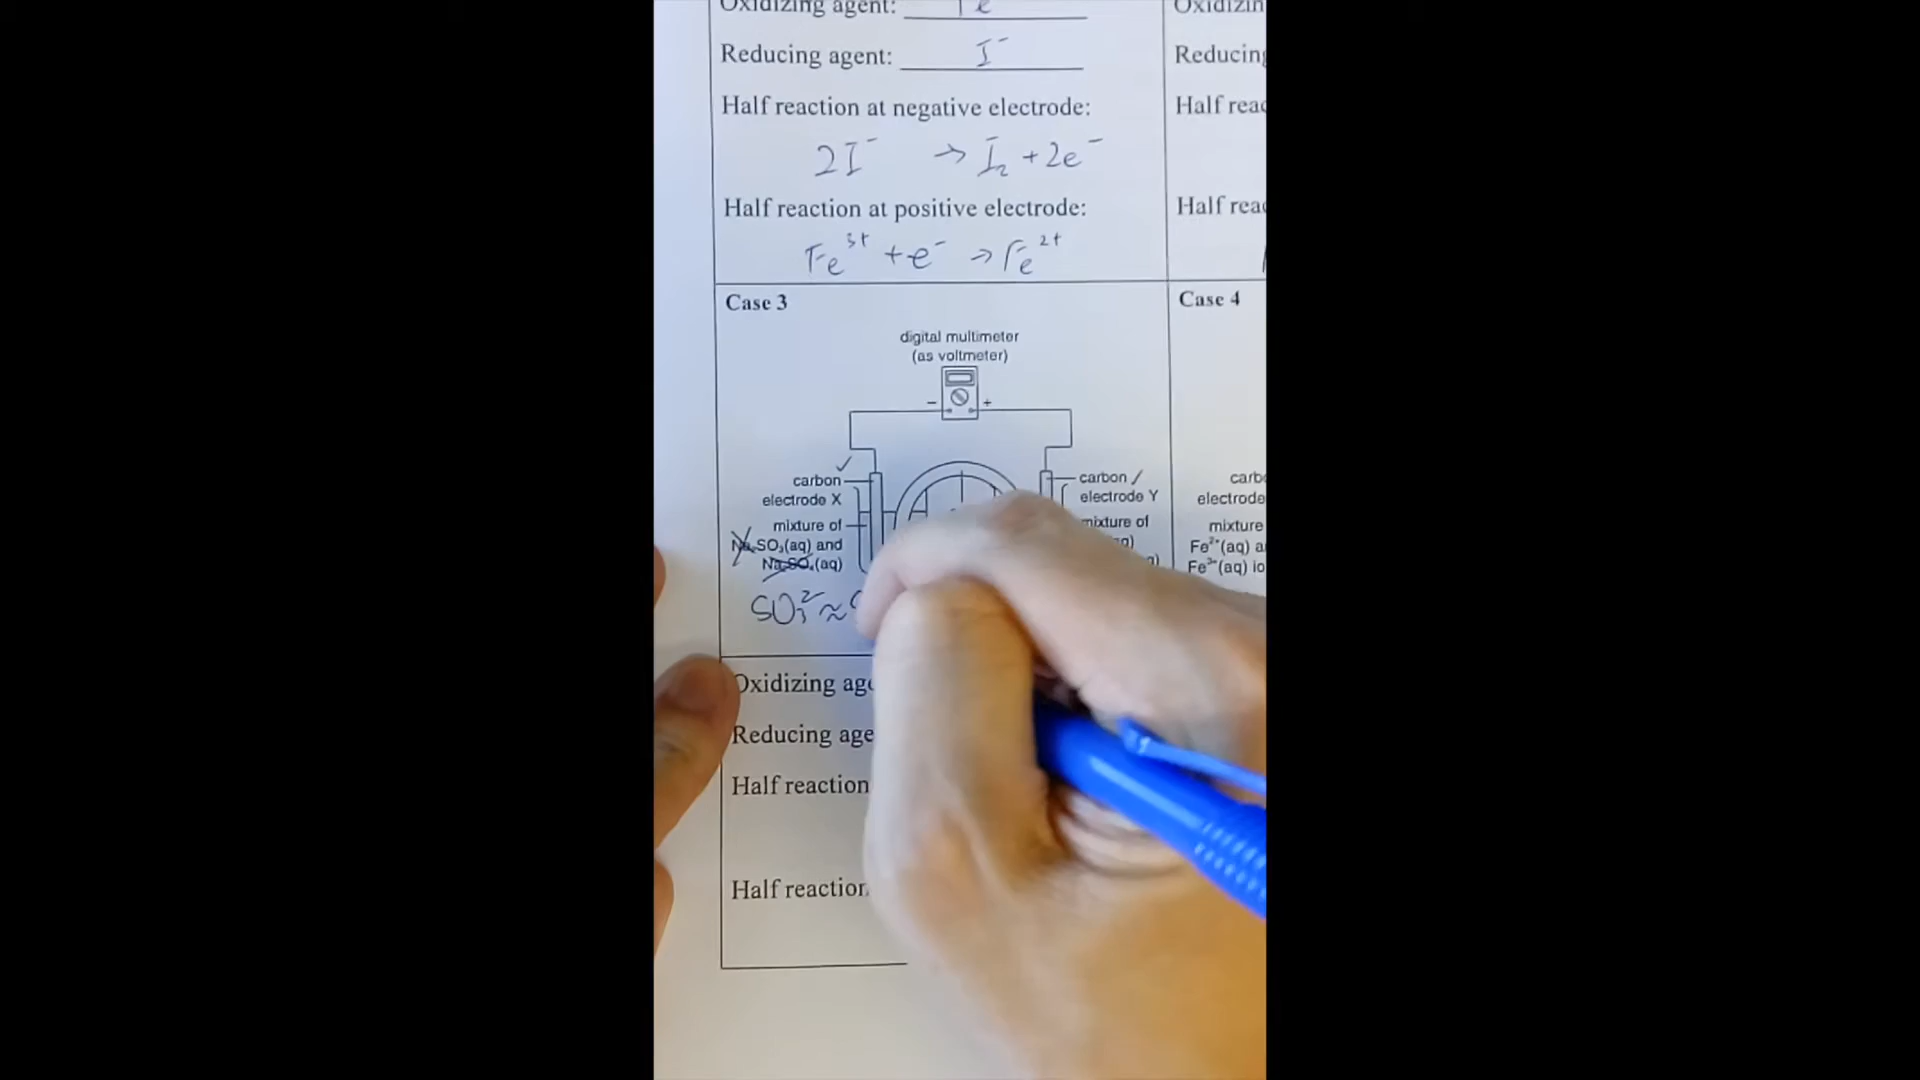 Oxidizing agent:
Oxidizin
Reducing agent: I⁻
Reducing
Half reaction at negative electrode:
Half reac
2I⁻ → I₂ + 2e⁻
Half reaction at positive electrode:
Half reac
Fe³⁺ + e⁻ → Fe²⁺
Case 3
Case 4
digital multimeter
(as voltmeter)
− +
carbon
electrode X
mixture of
Na₂SO₃(aq) and
Na₂SO₄(aq)
carbon
electrode Y
mixture of
carb
electrode
mixture
Fe²⁺(aq) a
Fe³⁺(aq) io
SO₃²⁻ ≈
Oxidizing age
Reducing age
Half reaction
Half reaction